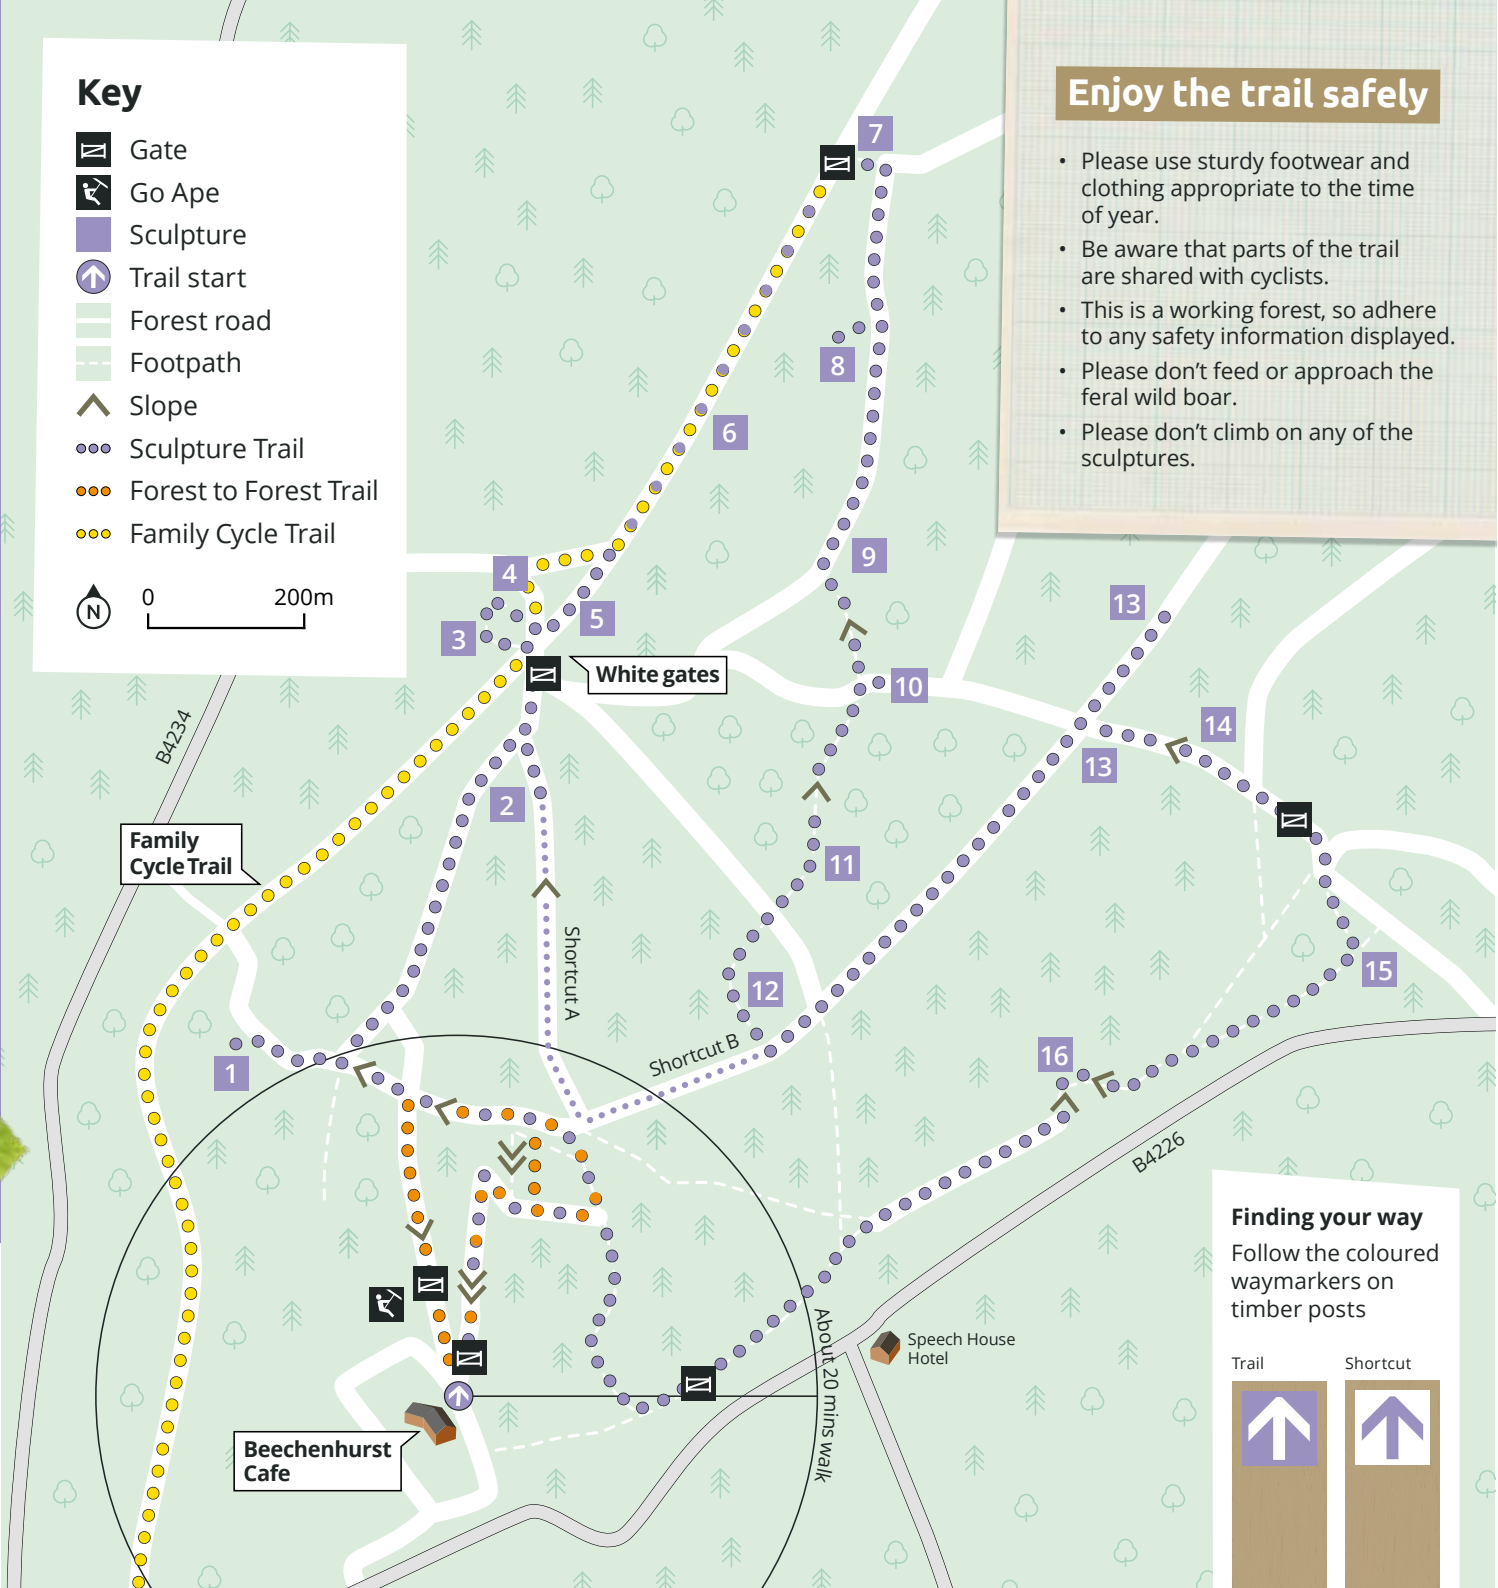 Key
Gate
Go Ape
Sculpture
Trail start
Forest road
Footpath
Slope
Sculpture Trail
Forest to Forest Trail
Family Cycle Trail
N
0 200m
Enjoy the trail safely
• Please use sturdy footwear and
clothing appropriate to the time
of year.
• Be aware that parts of the trail
are shared with cyclists.
• This is a working forest, so adhere
to any safety information displayed.
• Please don’t feed or approach the
feral wild boar.
• Please don’t climb on any of the
sculptures.
7
8
6
9
4
5
3
13
White gates
10
B4234
14
13
2
Family
Cycle Trail
11
Shortcut A
12
15
Shortcut B
16
1
B4226
About 20 mins walk
Speech House
Hotel
Beechenhurst
Cafe
Finding your way
Follow the coloured
waymarkers on
timber posts
Trail
Shortcut